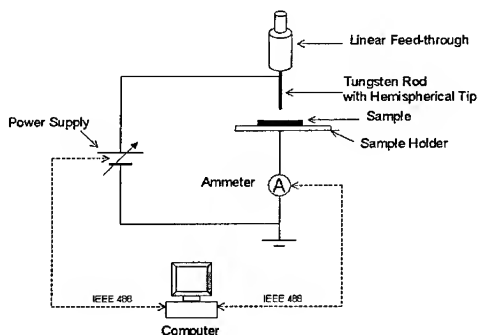 Linear Feed-through
Tungsten Rod
with Hemispherical Tip
Sample
Power Supply
Sample Holder
Ammeter
A
IEEE 488
IEEE 488
Computer